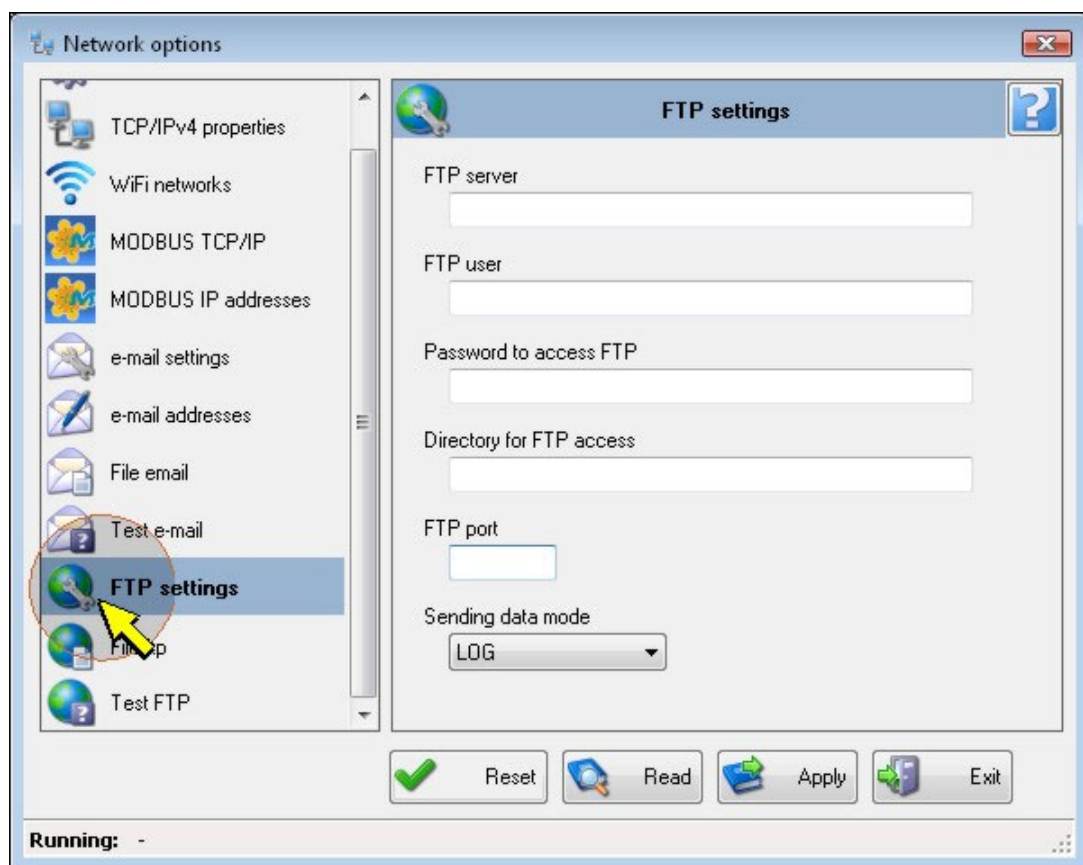 Network options
TCP/IPv4 properties
WiFi networks
MODBUS TCP/IP
MODBUS IP addresses
e-mail settings
e-mail addresses
File email
Test e-mail
FTP settings
Test FTP
FTP settings
FTP server
FTP user
Password to access FTP
Directory for FTP access
FTP port
Sending data mode
LOG
Reset
Read
Apply
Exit
Running: -